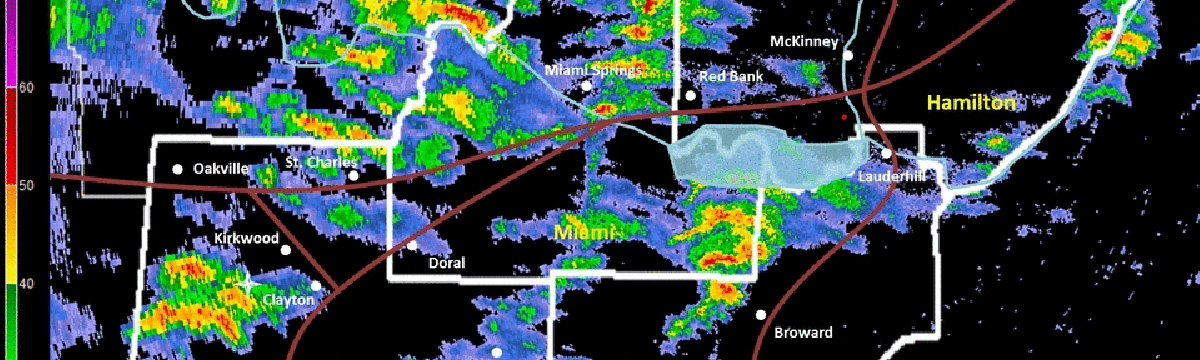 McKinney
Miami Springs
Red Bank
60
Hamilton
St. Charles
Oakville
Lauderhill
50
Miami
Kirkwood
Doral
40
Clayton
Broward